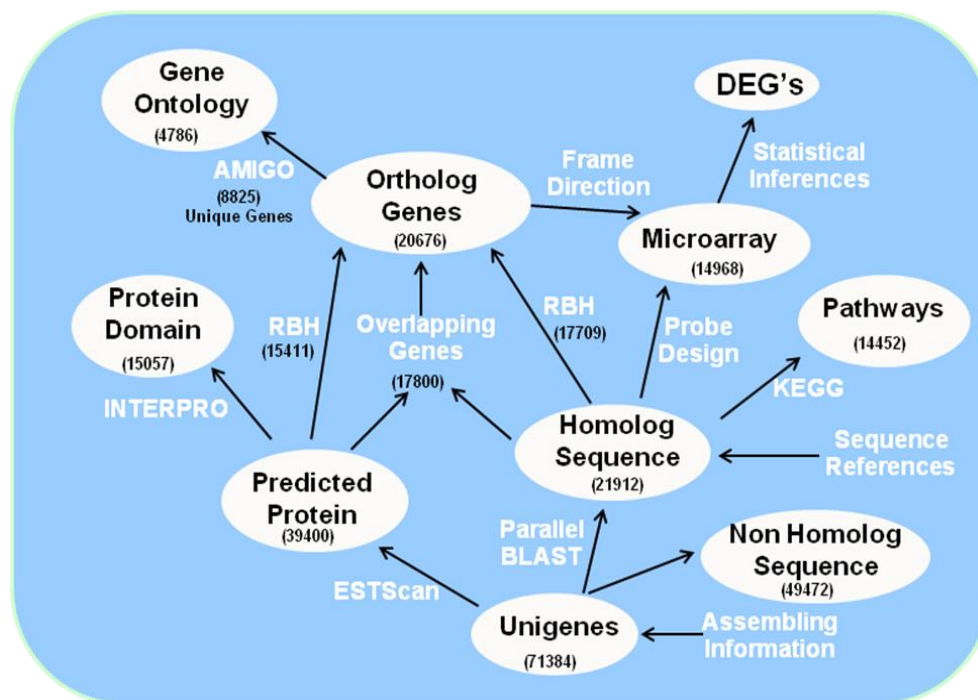 Gene
Ontology
(4786)
DEG's
AMIGO
(8825)
Unique Genes
Ortholog
Genes
(20676)
Frame
Direction
Statistical
Inferences
Microarray
(14968)
Protein
Domain
(15057)
RBH
(15411)
Overlapping
Genes
(17800)
RBH
(17709)
Probe
Design
Pathways
(14452)
INTERPRO
KEGG
Homolog
Sequence
(21912)
Sequence
References
Predicted
Protein
(39400)
Parallel
BLAST
Non Homolog
Sequence
(49472)
ESTScan
Unigenes
(71384)
Assembling
Information